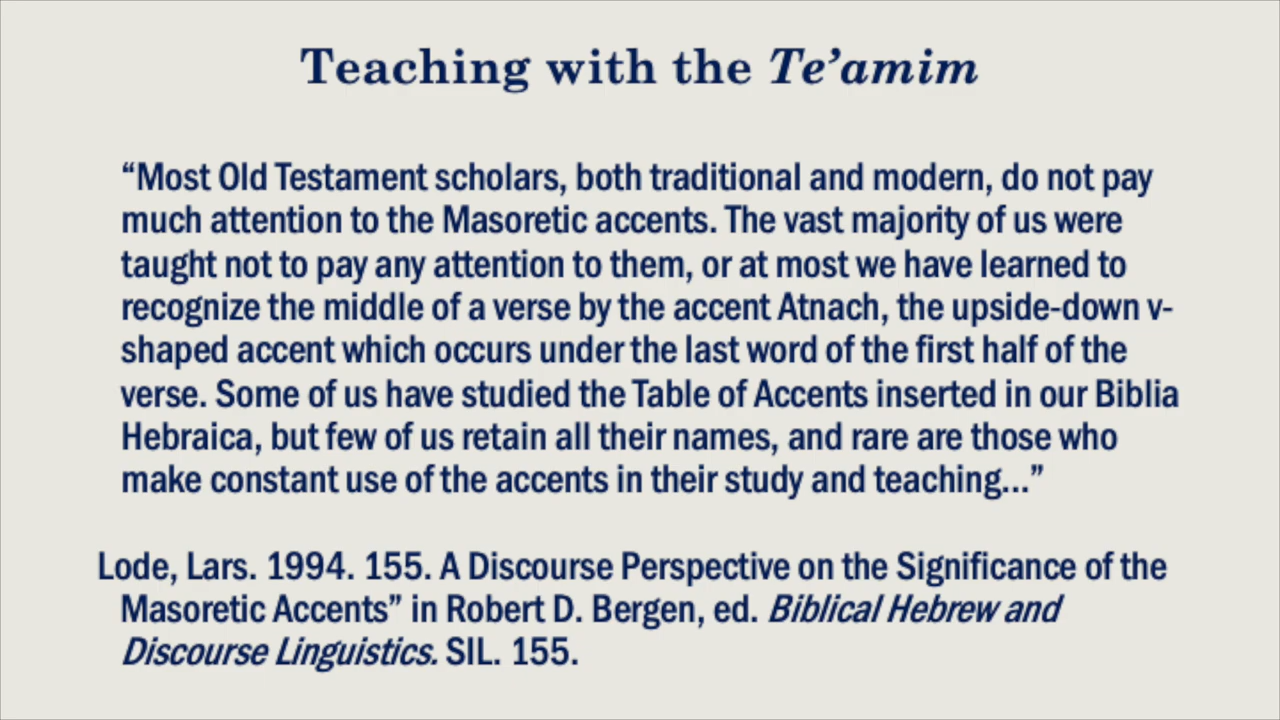 Teaching with the Te’amim
“Most Old Testament scholars, both traditional and modern, do not pay
much attention to the Masoretic accents. The vast majority of us were
taught not to pay any attention to them, or at most we have learned to
recognize the middle of a verse by the accent Atnach, the upside-down v-
shaped accent which occurs under the last word of the first half of the
verse. Some of us have studied the Table of Accents inserted in our Biblia
Hebraica, but few of us retain all their names, and rare are those who
make constant use of the accents in their study and teaching...”
Lode, Lars. 1994. 155. A Discourse Perspective on the Significance of the
Masoretic Accents” in Robert D. Bergen, ed. Biblical Hebrew and
Discourse Linguistics. SIL. 155.